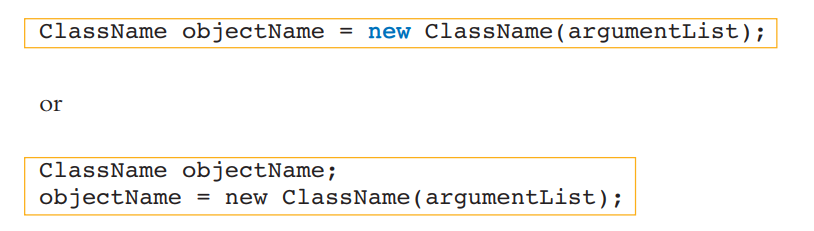 ClassName objectName = new ClassName(argumentList);
or
ClassName objectName;
objectName = new ClassName(argumentList);